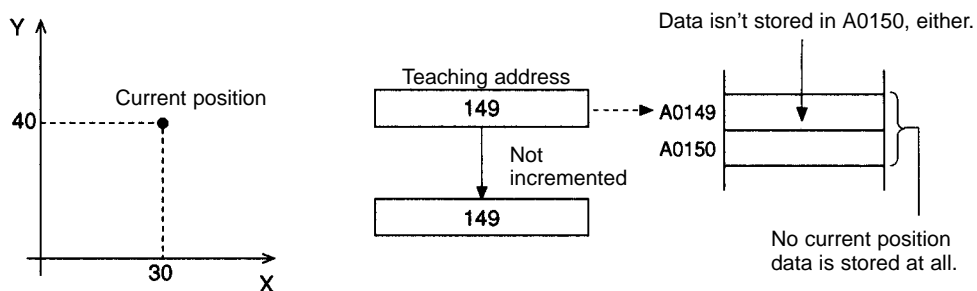 Y
Current position
40
30
X
Teaching address
149
Not
incremented
149
Data isn't stored in A0150, either.
A0149
A0150
No current position
data is stored at all.